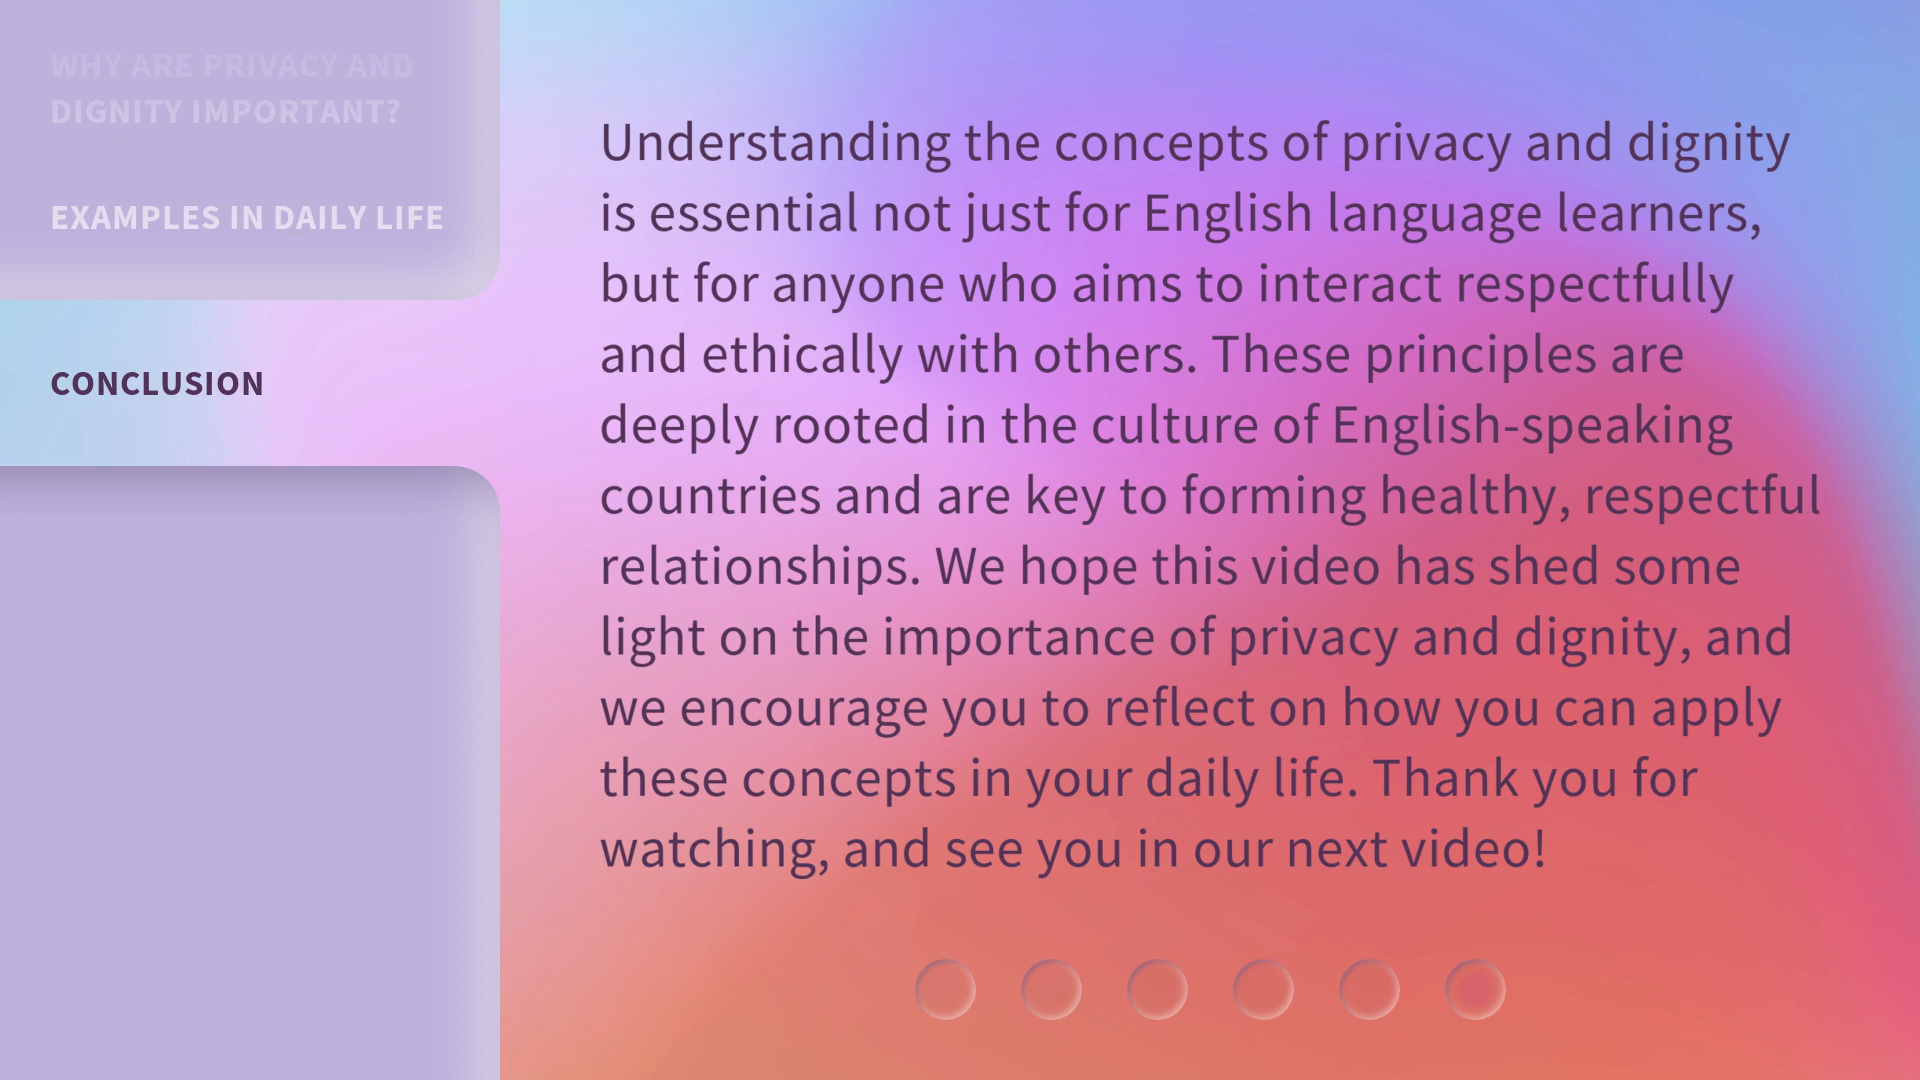 WHY ARE PRIVACY AND
DIGNITY IMPORTANT?
EXAMPLES IN DAILY LIFE
CONCLUSION
Understanding the concepts of privacy and dignity
is essential not just for English language learners,
but for anyone who aims to interact respectfully
and ethically with others. These principles are
deeply rooted in the culture of English-speaking
countries and are key to forming healthy, respectful
relationships. We hope this video has shed some
light on the importance of privacy and dignity, and
we encourage you to reflect on how you can apply
these concepts in your daily life. Thank you for
watching, and see you in our next video!